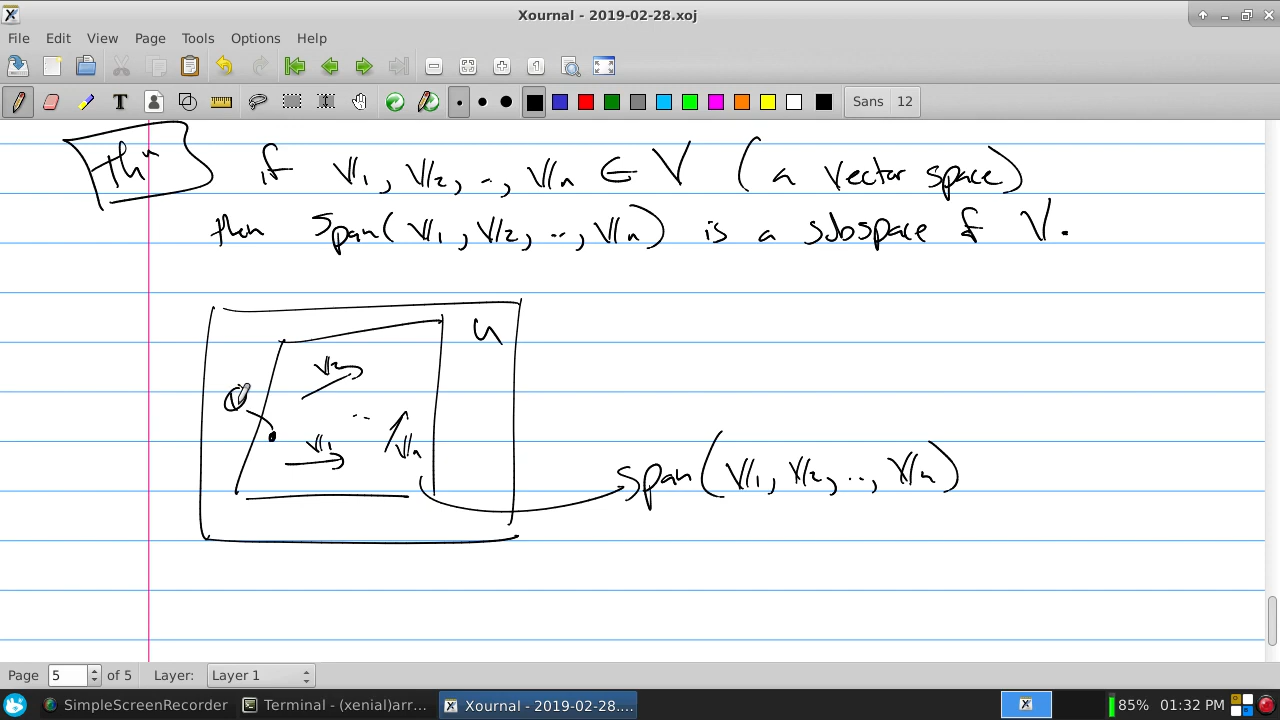 Xournal - 2019-02-28.xoj
File Edit View Page Tools Options Help
Sans 12
thⁿ if V₁, V₂, .., Vₙ ∈ V (a vector space)
then span(V₁, V₂, .., Vₙ) is a subspace of V.
V₂
..
V₁
Vₙ
span(V₁, V₂, .., Vₙ)
Page 5 of 5 Layer: Layer 1
SimpleScreenRecorder Terminal - (xenial)arr... Xournal - 2019-02-28.... 85% 01:32 PM